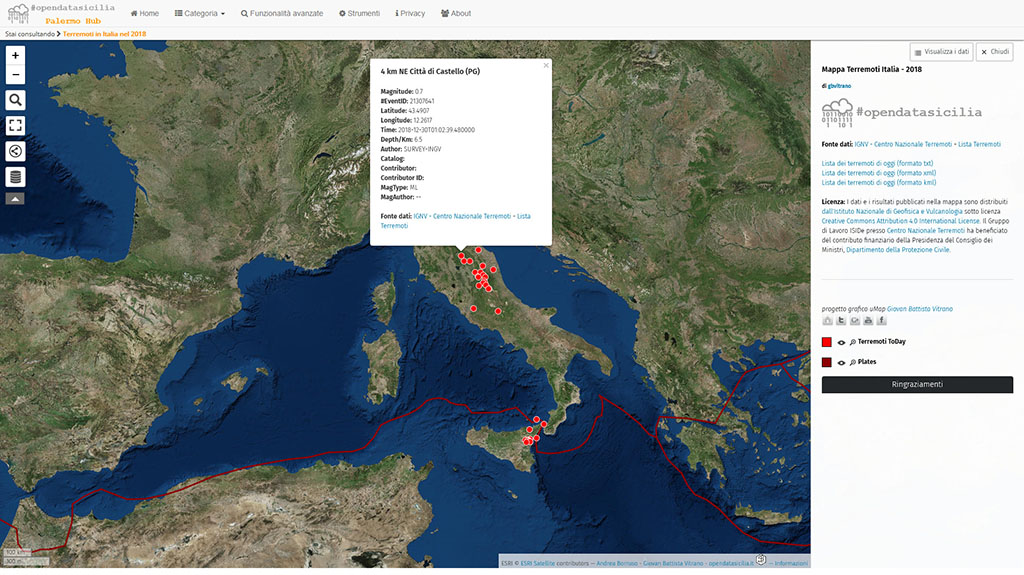 #opendatasicilia
Palermo Hub
Home
Categoria
Funzionalità avanzate
Strumenti
Privacy
About
Stai consultando > Terremoti in Italia nel 2018
+
−
4 km NE Città di Castello (PG)
×
Magnitude: 0.7
#EventID: 21307641
Latitude: 43.4907
Longitude: 12.2617
Time: 2018-12-30T01:02:39.480000
Depth/Km: 6.5
Author: SURVEY-INGV
Catalog:
Contributor:
Contributor ID:
MagType: ML
MagAuthor: --
Fonte dati: IGNV - Centro Nazionale Terremoti - Lista
Terremoti
Visualizza i dati
× Chiudi
Mappa Terremoti Italia - 2018
di gbvitrano
#opendatasicilia
Fonte dati: IGNV - Centro Nazionale Terremoti - Lista Terremoti
Lista dei terremoti di oggi (formato txt)
Lista dei terremoti di oggi (formato xml)
Lista dei terremoti di oggi (formato kml)
Licenza: I dati e i risultati pubblicati nella mappa sono distribuiti
dall'Istituto Nazionale di Geofisica e Vulcanologia sotto licenza
Creative Commons Attribution 4.0 International License. Il Gruppo
di Lavoro ISIDe presso Centro Nazionale Terremoti ha beneficiato
del contributo finanziario della Presidenza del Consiglio dei
Ministri, Dipartimento della Protezione Civile.
progetto grafico uMap Giovan Battista Vitrano
Terremoti ToDay
Plates
Ringraziamenti
300 mi
ESRI © ESRI Satellite contributors — Andrea Borruso - Giovan Battista Vitrano - opendatasicilia.it — Informazioni